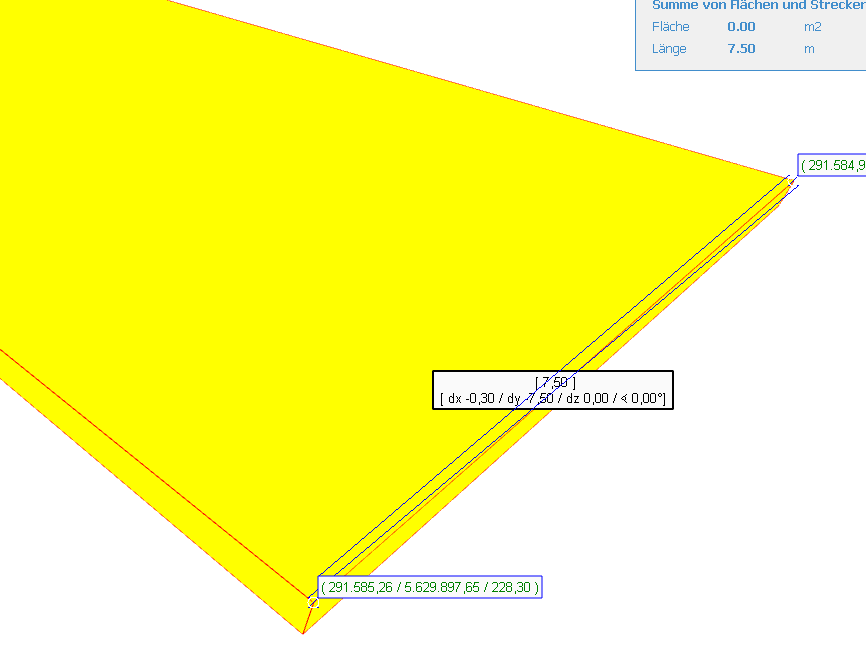 Summe von Flächen und Strecken
Fläche 0.00 m2
Länge 7.50 m
( 291.584,9
[ 7,50 ]
[ dx -0,30 / dy -7,50 / dz 0,00 / ∢ 0,00°]
( 291.585,26 / 5.629.897,65 / 228,30 )